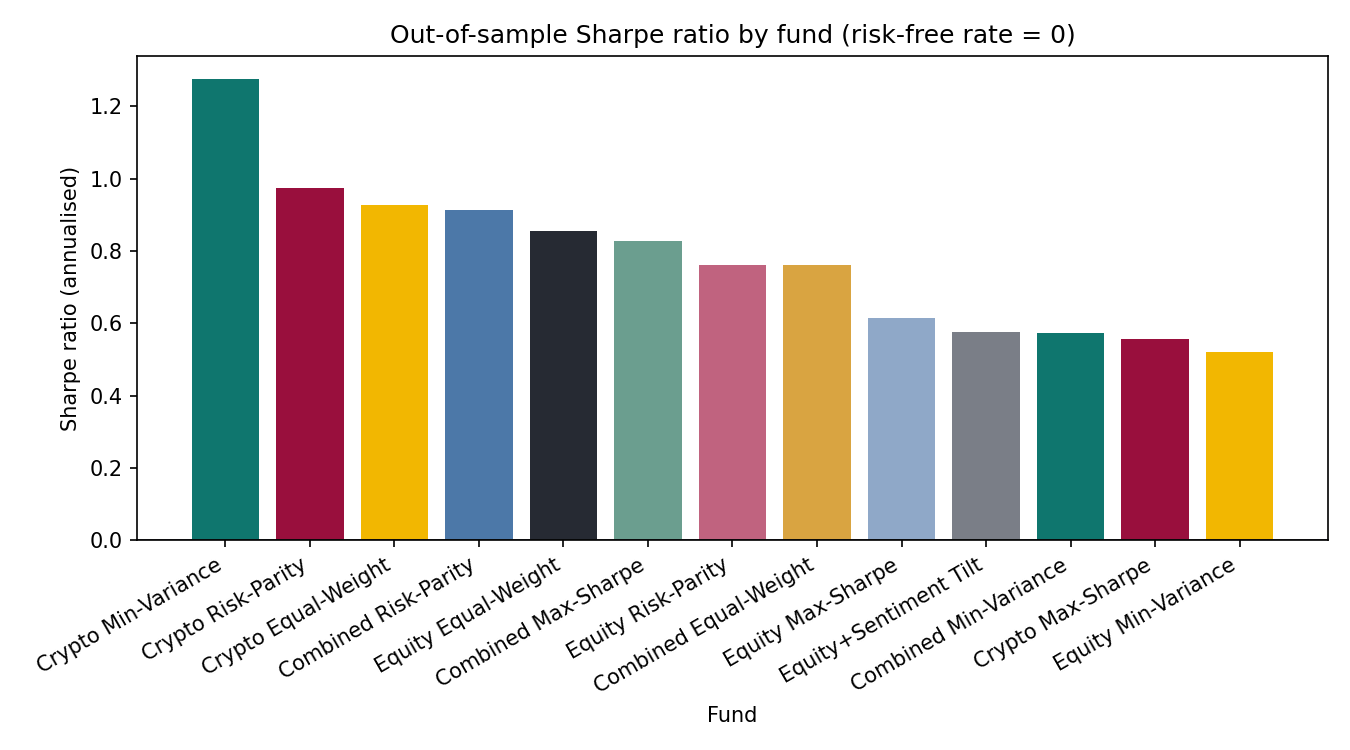 Out-of-sample Sharpe ratio by fund (risk-free rate = 0)
Sharpe ratio (annualised)
1.2
1.0
0.8
0.6
0.4
0.2
0.0
Crypto Min-Variance
Crypto Risk-Parity
Crypto Equal-Weight
Combined Risk-Parity
Equity Equal-Weight
Combined Max-Sharpe
Equity Risk-Parity
Combined Equal-Weight
Equity Max-Sharpe
Equity+Sentiment Tilt
Combined Min-Variance
Crypto Max-Sharpe
Equity Min-Variance
Fund